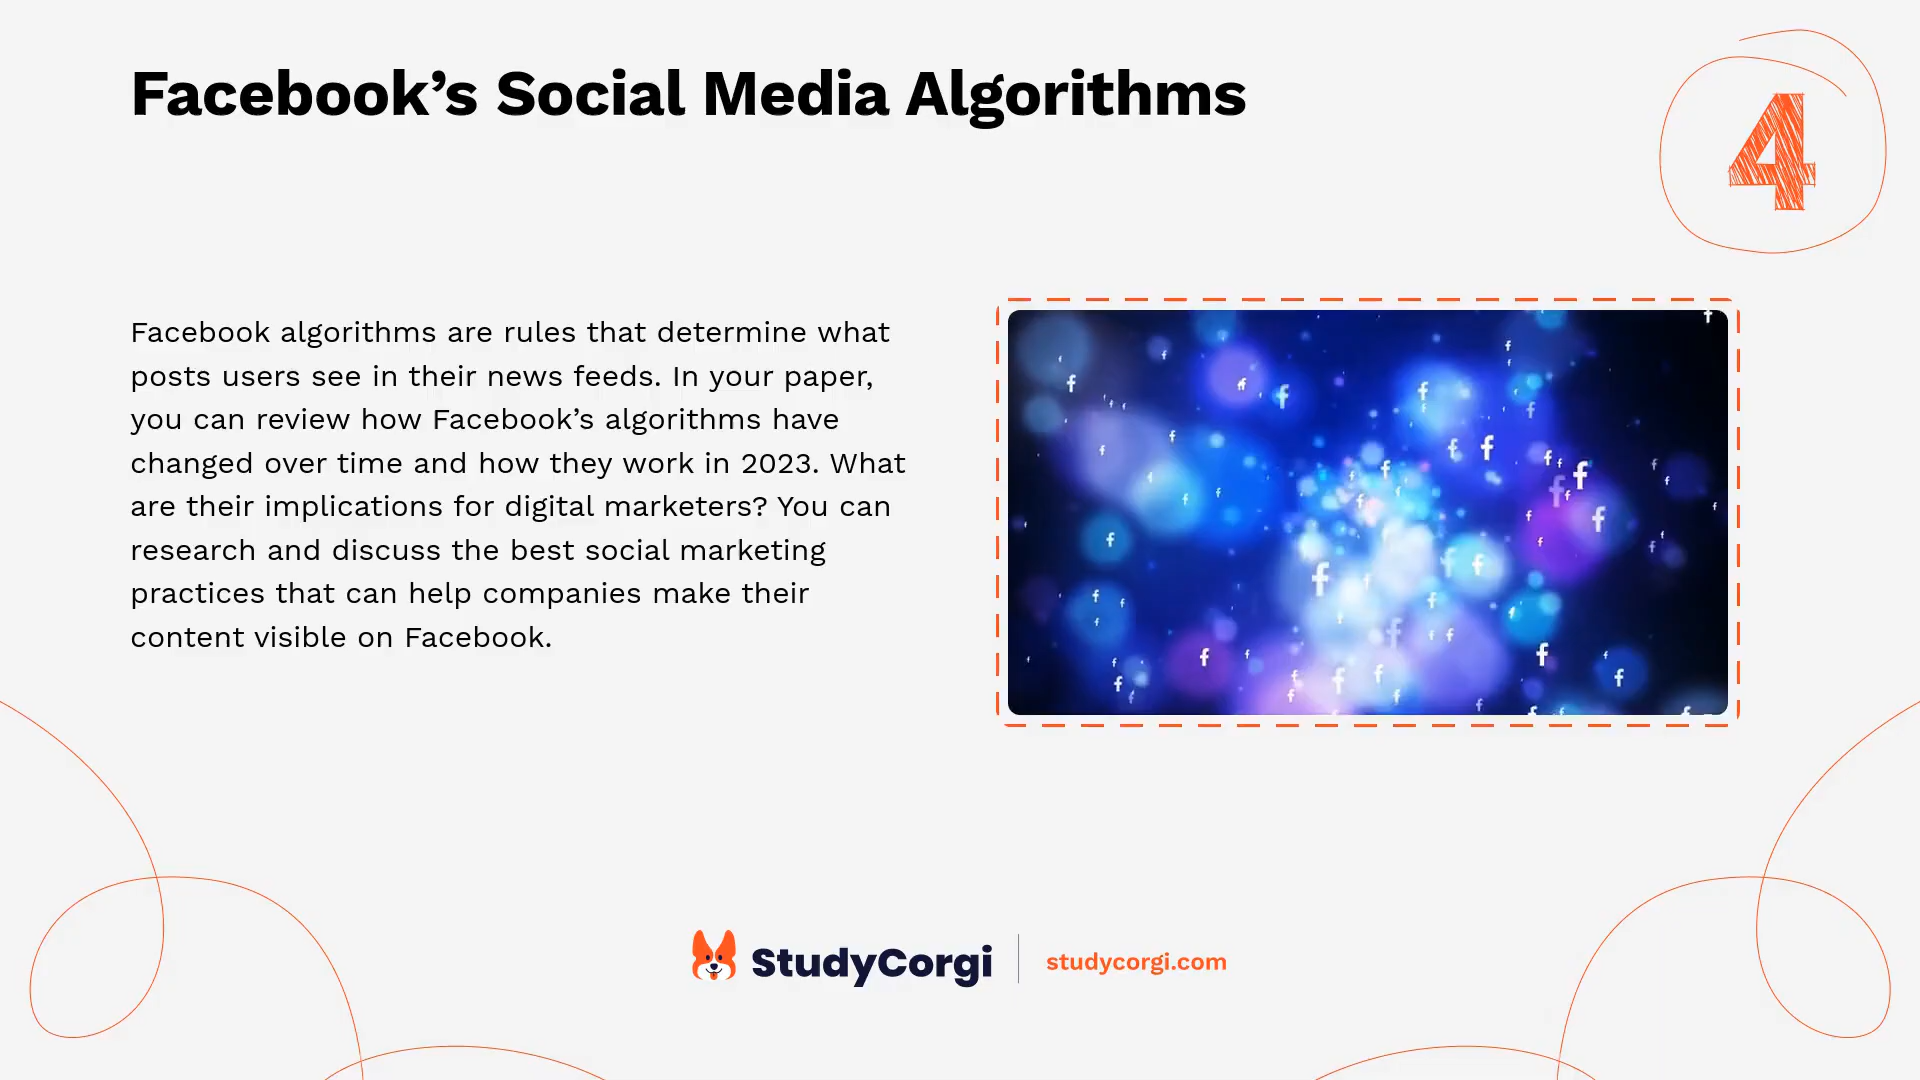 Facebook’s Social Media Algorithms
4
Facebook algorithms are rules that determine what
posts users see in their news feeds. In your paper,
you can review how Facebook’s algorithms have
changed over time and how they work in 2023. What
are their implications for digital marketers? You can
research and discuss the best social marketing
practices that can help companies make their
content visible on Facebook.
StudyCorgi
studycorgi.com